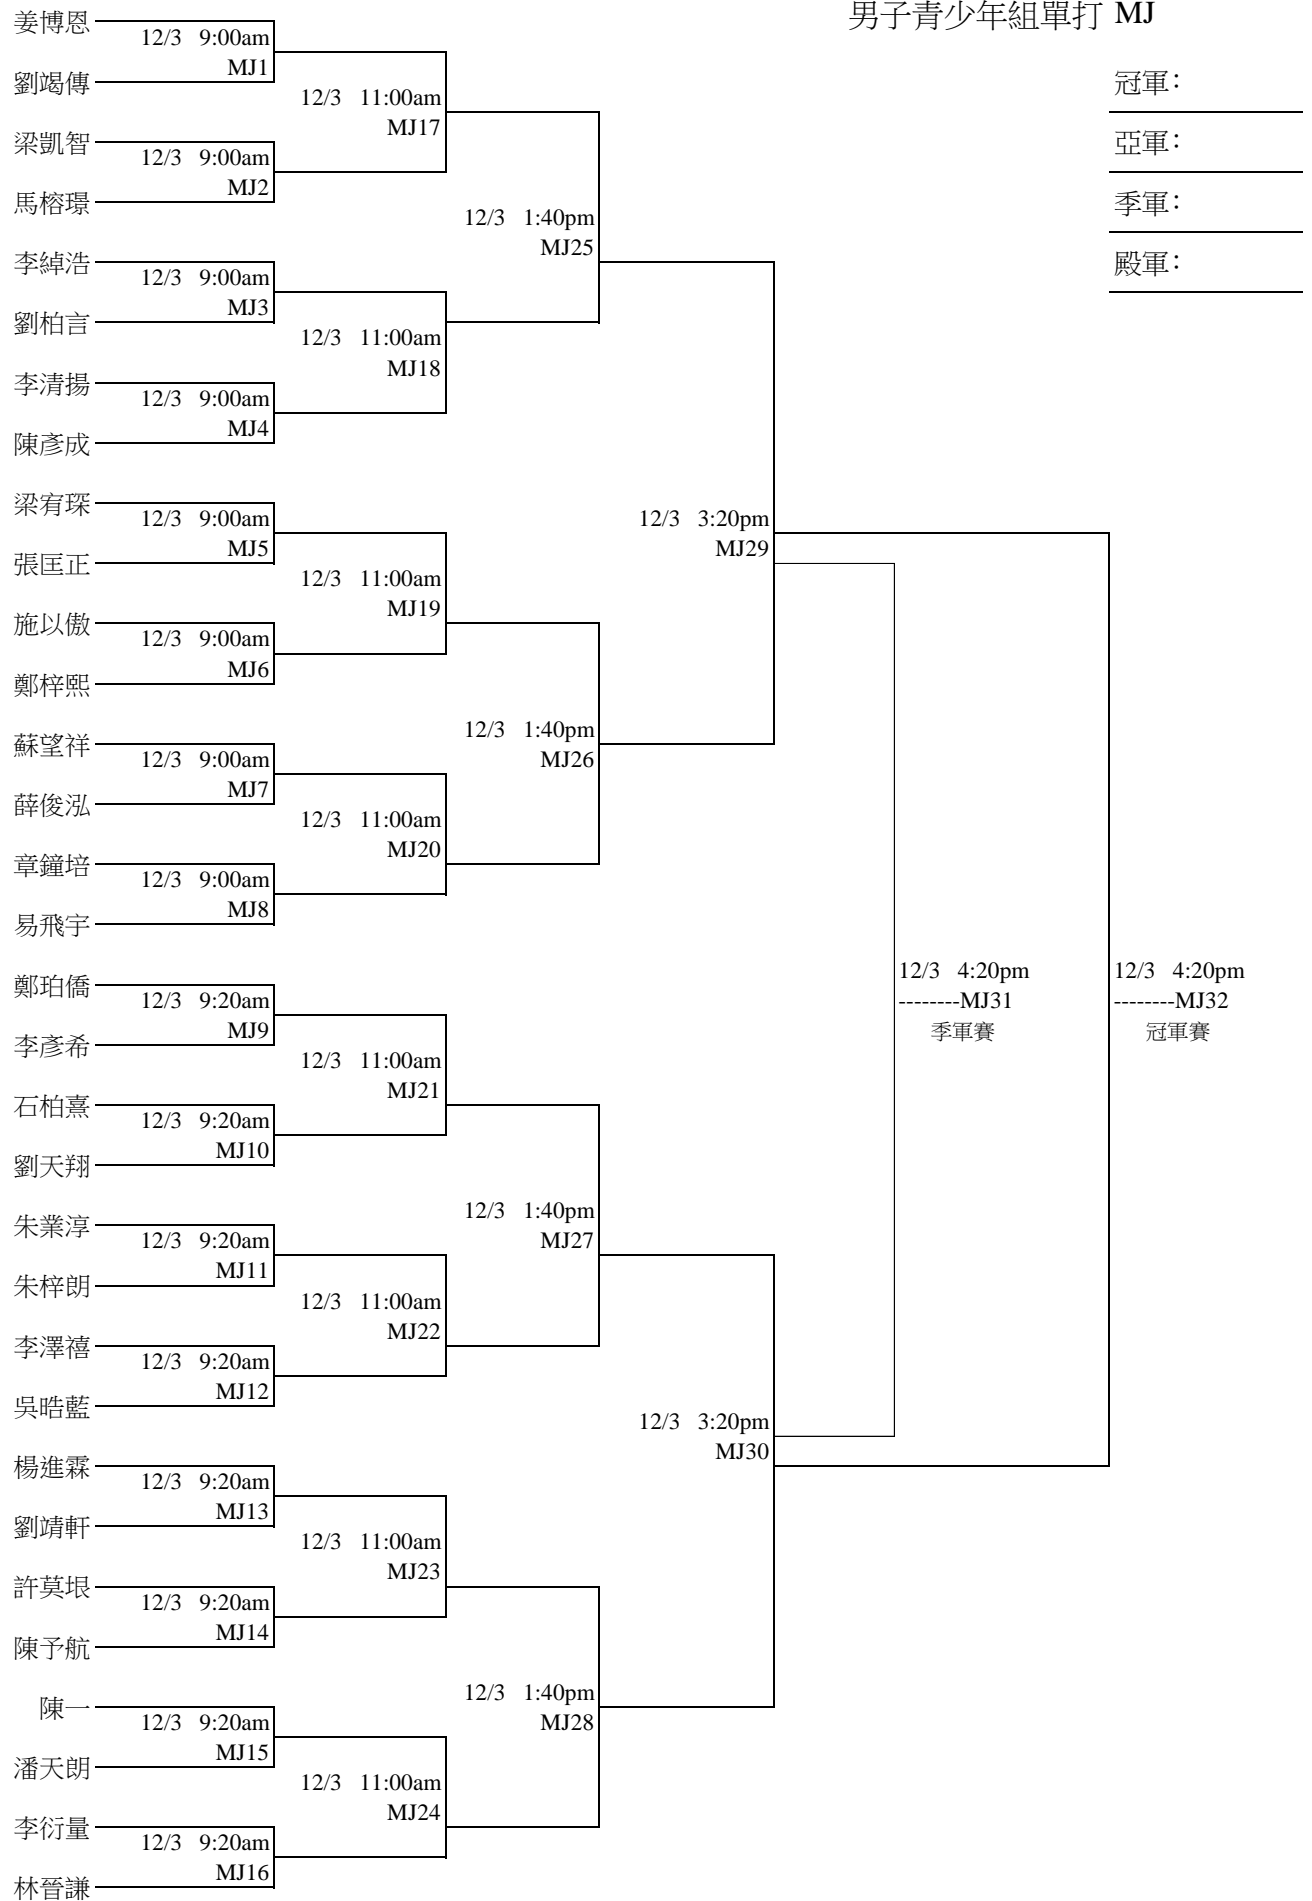 男子青少年組單打 MJ
冠軍:
亞軍:
季軍:
殿軍:
姜博恩
12/3 9:00am
MJ1
劉竭傳
12/3 11:00am
MJ17
梁凱智
12/3 9:00am
MJ2
馬榕璟
12/3 1:40pm
MJ25
李綽浩
12/3 9:00am
MJ3
劉柏言
12/3 11:00am
MJ18
李清揚
12/3 9:00am
MJ4
陳彥成
梁宥琛
12/3 9:00am
MJ5
12/3 3:20pm
MJ29
張匡正
12/3 11:00am
MJ19
施以傲
12/3 9:00am
MJ6
鄭梓熙
12/3 1:40pm
MJ26
蘇望祥
12/3 9:00am
MJ7
薛俊泓
12/3 11:00am
MJ20
章鐘培
12/3 9:00am
MJ8
易飛宇
12/3 4:20pm
--------MJ31
季軍賽
12/3 4:20pm
--------MJ32
冠軍賽
鄭珀僑
12/3 9:20am
MJ9
李彥希
12/3 11:00am
MJ21
石柏熹
12/3 9:20am
MJ10
劉天翔
12/3 1:40pm
MJ27
朱業淳
12/3 9:20am
MJ11
朱梓朗
12/3 11:00am
MJ22
李澤禧
12/3 9:20am
MJ12
吳晧藍
12/3 3:20pm
MJ30
楊進霖
12/3 9:20am
MJ13
劉靖軒
12/3 11:00am
MJ23
許莫垠
12/3 9:20am
MJ14
陳予航
12/3 1:40pm
MJ28
陳一
12/3 9:20am
MJ15
潘天朗
12/3 11:00am
MJ24
李衍量
12/3 9:20am
MJ16
林晉謙